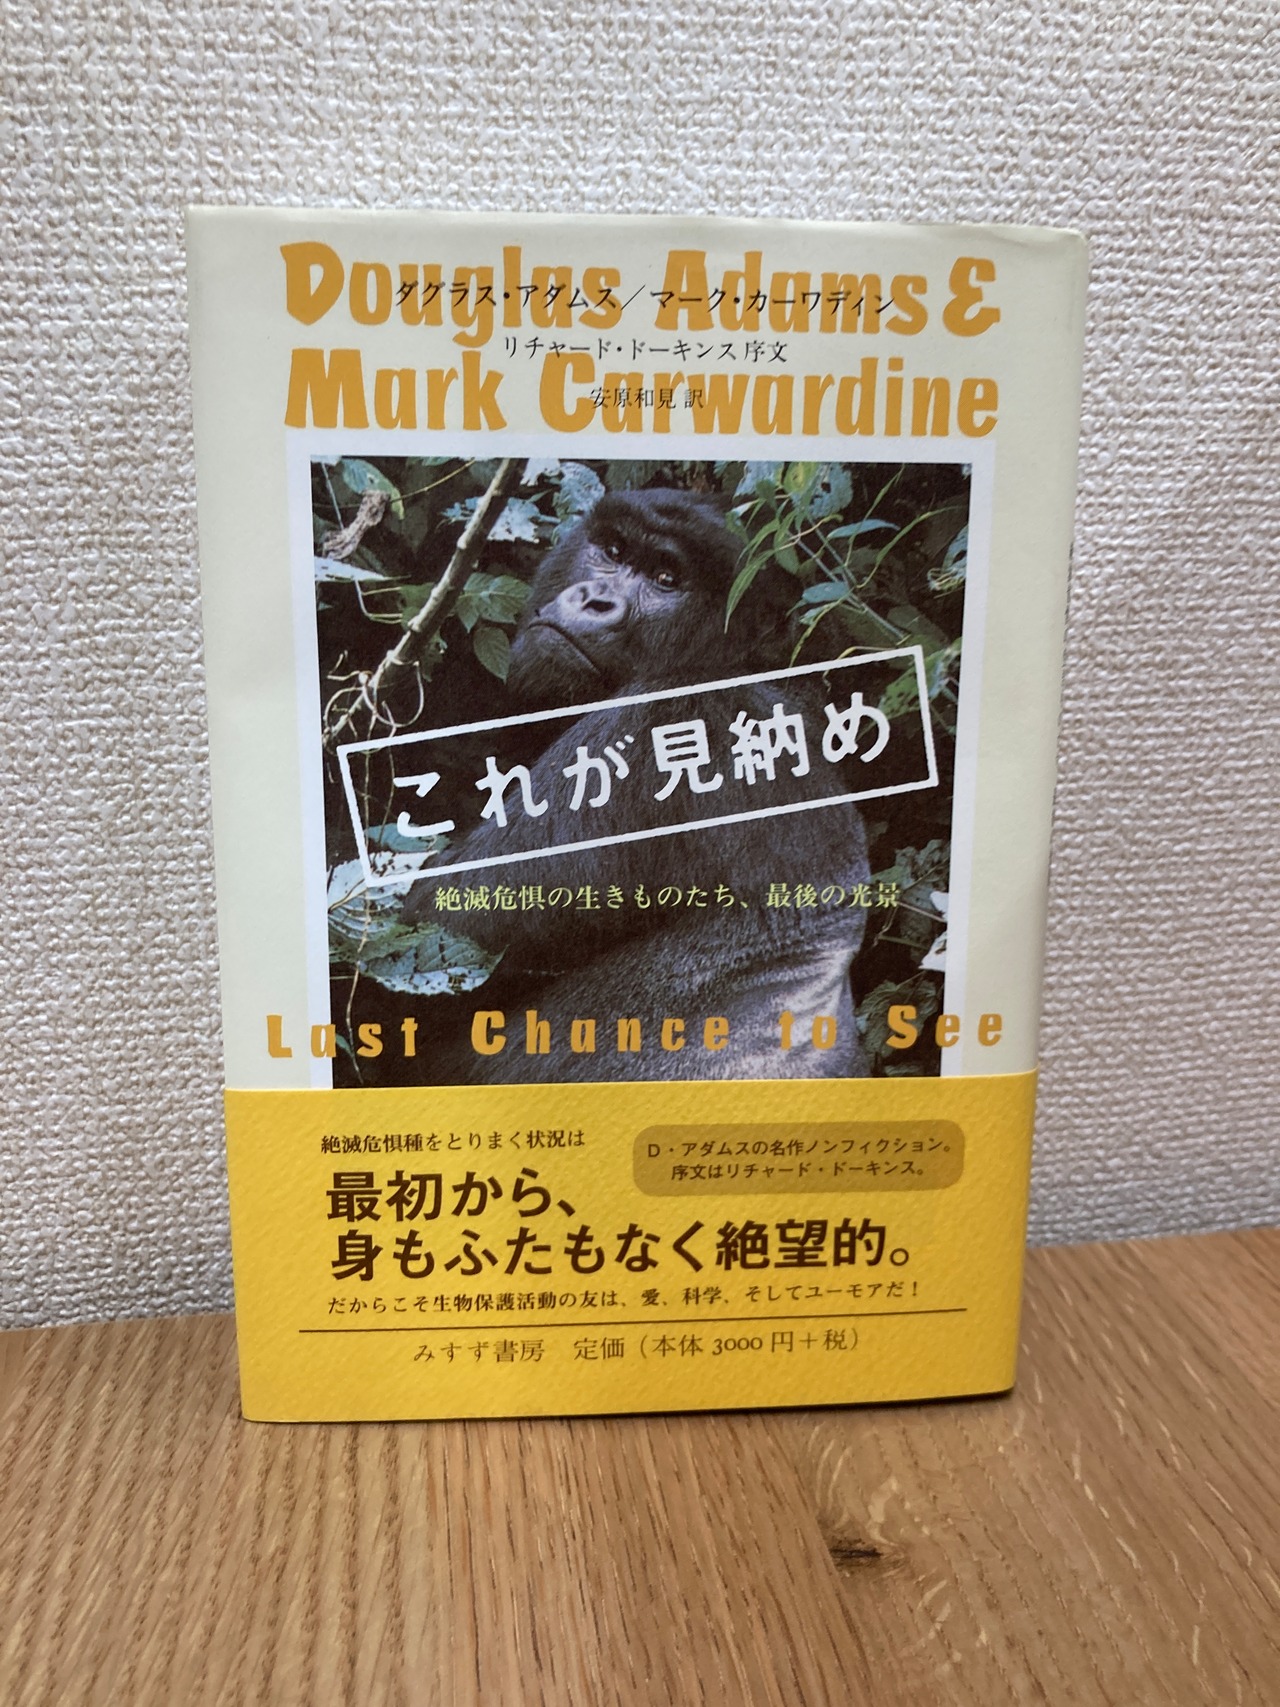 Douglas Adams &
ダグラス・アダムス／マーク・カーワディン
リチャード・ドーキンス 序文
Mark Carwardine
安原和見 訳
これが見納め
絶滅危惧の生きものたち、最後の光景
Last Chance to See
絶滅危惧種をとりまく状況は
D・アダムスの名作ノンフィクション。
序文はリチャード・ドーキンス。
最初から、
身もふたもなく絶望的。
だからこそ生物保護活動の友は、愛、科学、そしてユーモアだ！
みすず書房 定価（本体 3000 円＋税）